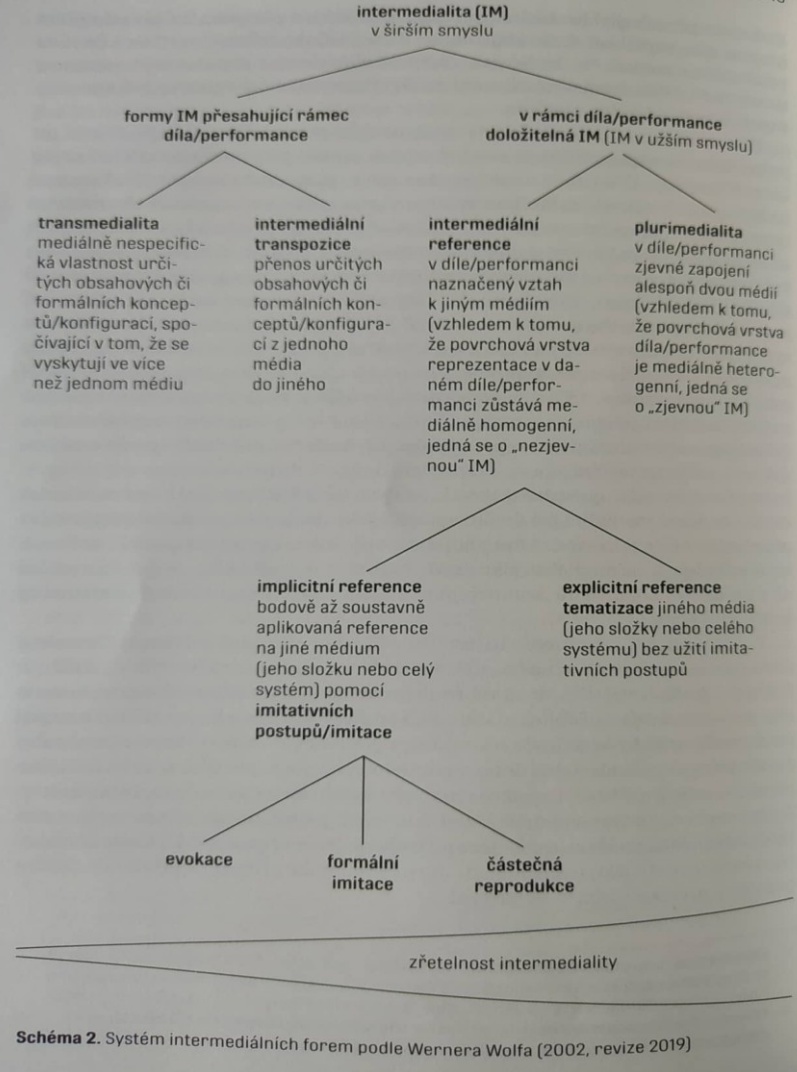 intermedialita (IM)
v širším smyslu
formy IM přesahující rámec
díla/performance
v rámci díla/performance
doložitelná IM (IM v užším smyslu)
transmedialita
mediálně nespecific-
ká vlastnost urči-
tých obsahových či
formálních koncep-
tů/konfigurací, spo-
čívající v tom, že se
vyskytují ve více
než jednom médiu
intermediální
transpozice
přenos určitých
obsahových či
formálních kon-
ceptů/konfigura-
cí z jednoho
média
do jiného
intermediální
reference
v díle/performanci
naznačený vztah
k jiným médiím
(vzhledem k tomu,
že povrchová vrstva
reprezentace v da-
ném díle/perfor-
manci zůstává me-
diálně homogenní,
jedná se o „nezjev-
nou“ IM)
plurimedialita
v díle/performanci
zjevné zapojení
alespoň dvou médií
(vzhledem k tomu,
že povrchová vrstva
díla/performance
je mediálně hetero-
genní, jedná se
o „zjevnou“ IM)
implicitní reference
bodově až soustavně
aplikovaná reference
na jiné médium
(jeho složku nebo celý
systém) pomocí
imitativních
postupů/imitace
explicitní reference
tematizace jiného média
(jeho složky nebo celého
systému) bez užití imita-
tivních postupů
evokace
formální
imitace
částečná
reprodukce
zřetelnost intermediality
Schéma 2. Systém intermediálních forem podle Wernera Wolfa (2002, revize 2019)